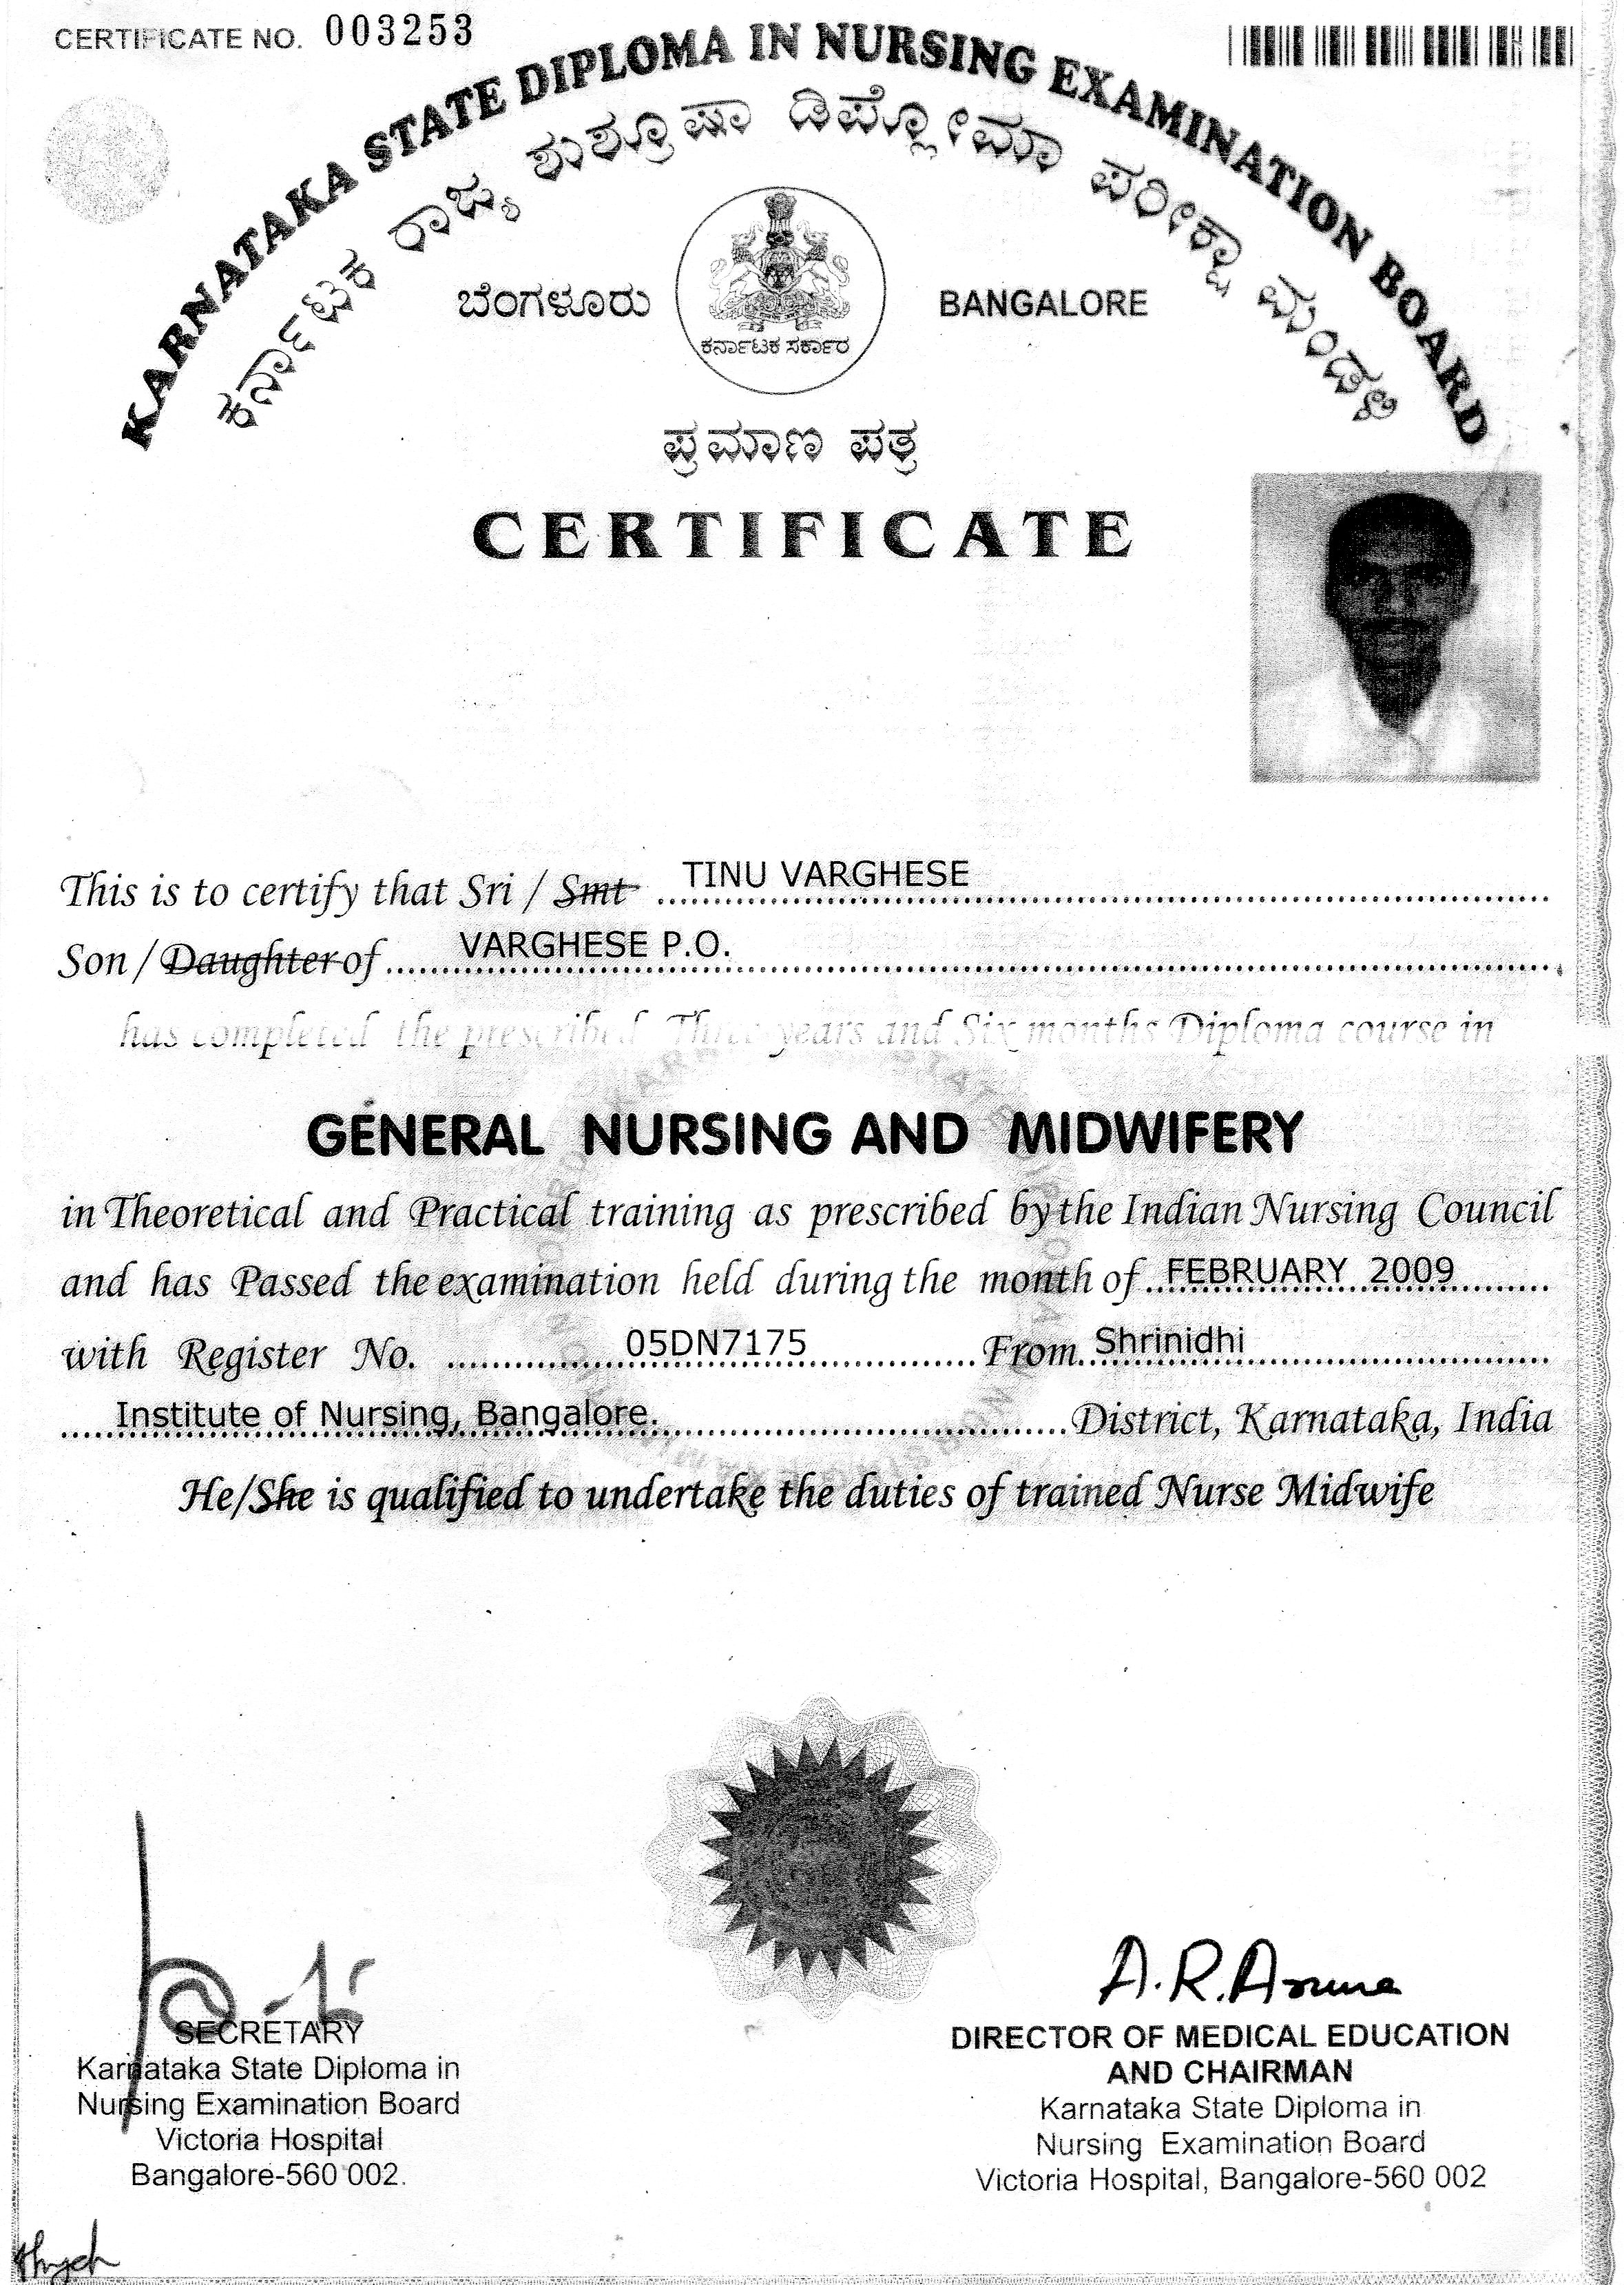 CERTIFICATE NO. 003253
KARNATAKA STATE DIPLOMA IN NURSING EXAMINATION BOARD
ಕರ್ನಾಟಕ ರಾಜ್ಯ ಶುಶ್ರೂಷಾ ಡಿಪ್ಲೋಮಾ ಪರೀಕ್ಷಾ ಮಂಡಳಿ
ಬೆಂಗಳೂರು BANGALORE
ಕರ್ನಾಟಕ ಸರ್ಕಾರ
ಪ್ರಮಾಣ ಪತ್ರ
CERTIFICATE
This is to certify that Sri / Smt TINU VARGHESE
Son / Daughter of VARGHESE P.O.
has completed the prescribed Three years and Six months Diploma course in
GENERAL NURSING AND MIDWIFERY
in Theoretical and Practical training as prescribed by the Indian Nursing Council
and has Passed the examination held during the month of FEBRUARY 2009
with Register No. 05DN7175 From Shrinidhi
Institute of Nursing, Bangalore. District, Karnataka, India
He/She is qualified to undertake the duties of trained Nurse Midwife
A.R.Aruna
SECRETARY
Karnataka State Diploma in
Nursing Examination Board
Victoria Hospital
Bangalore-560 002.
DIRECTOR OF MEDICAL EDUCATION
AND CHAIRMAN
Karnataka State Diploma in
Nursing Examination Board
Victoria Hospital, Bangalore-560 002